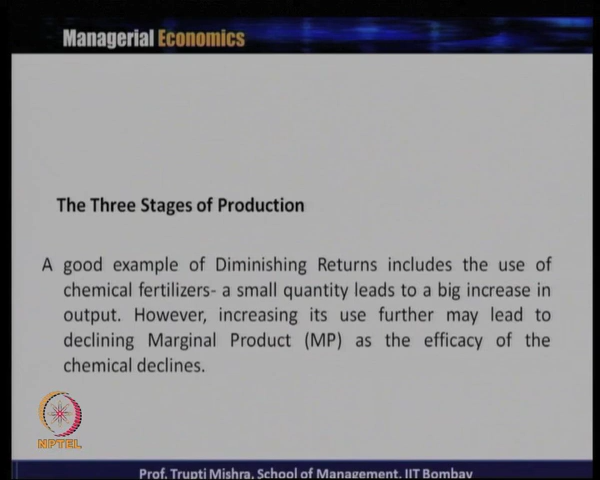 Managerial Economics
The Three Stages of Production
A good example of Diminishing Returns includes the use of
chemical fertilizers- a small quantity leads to a big increase in
output. However, increasing its use further may lead to
declining Marginal Product (MP) as the efficacy of the
chemical declines.
NPTEL
Prof. Trupti Mishra, School of Management, IIT Bombay